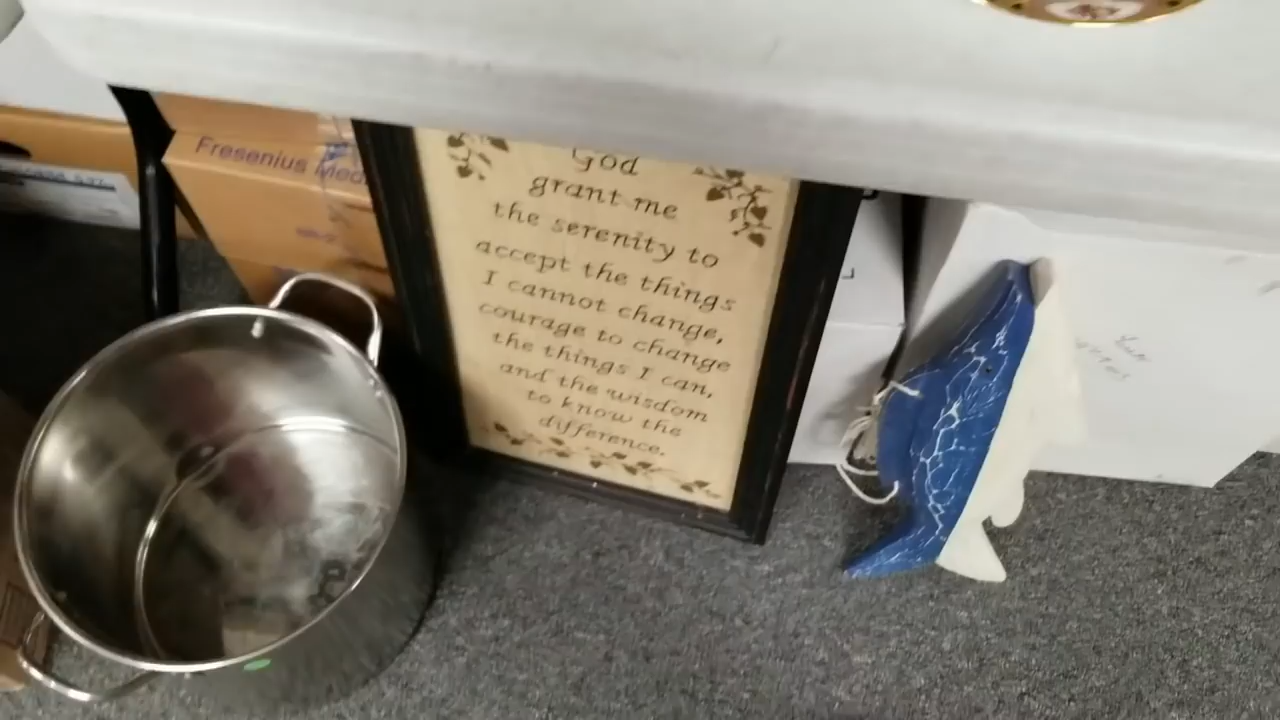 Fresenius Med
God
grant me
the serenity to
accept the things
I cannot change,
courage to change
the things I can,
and the wisdom
to know the
difference.